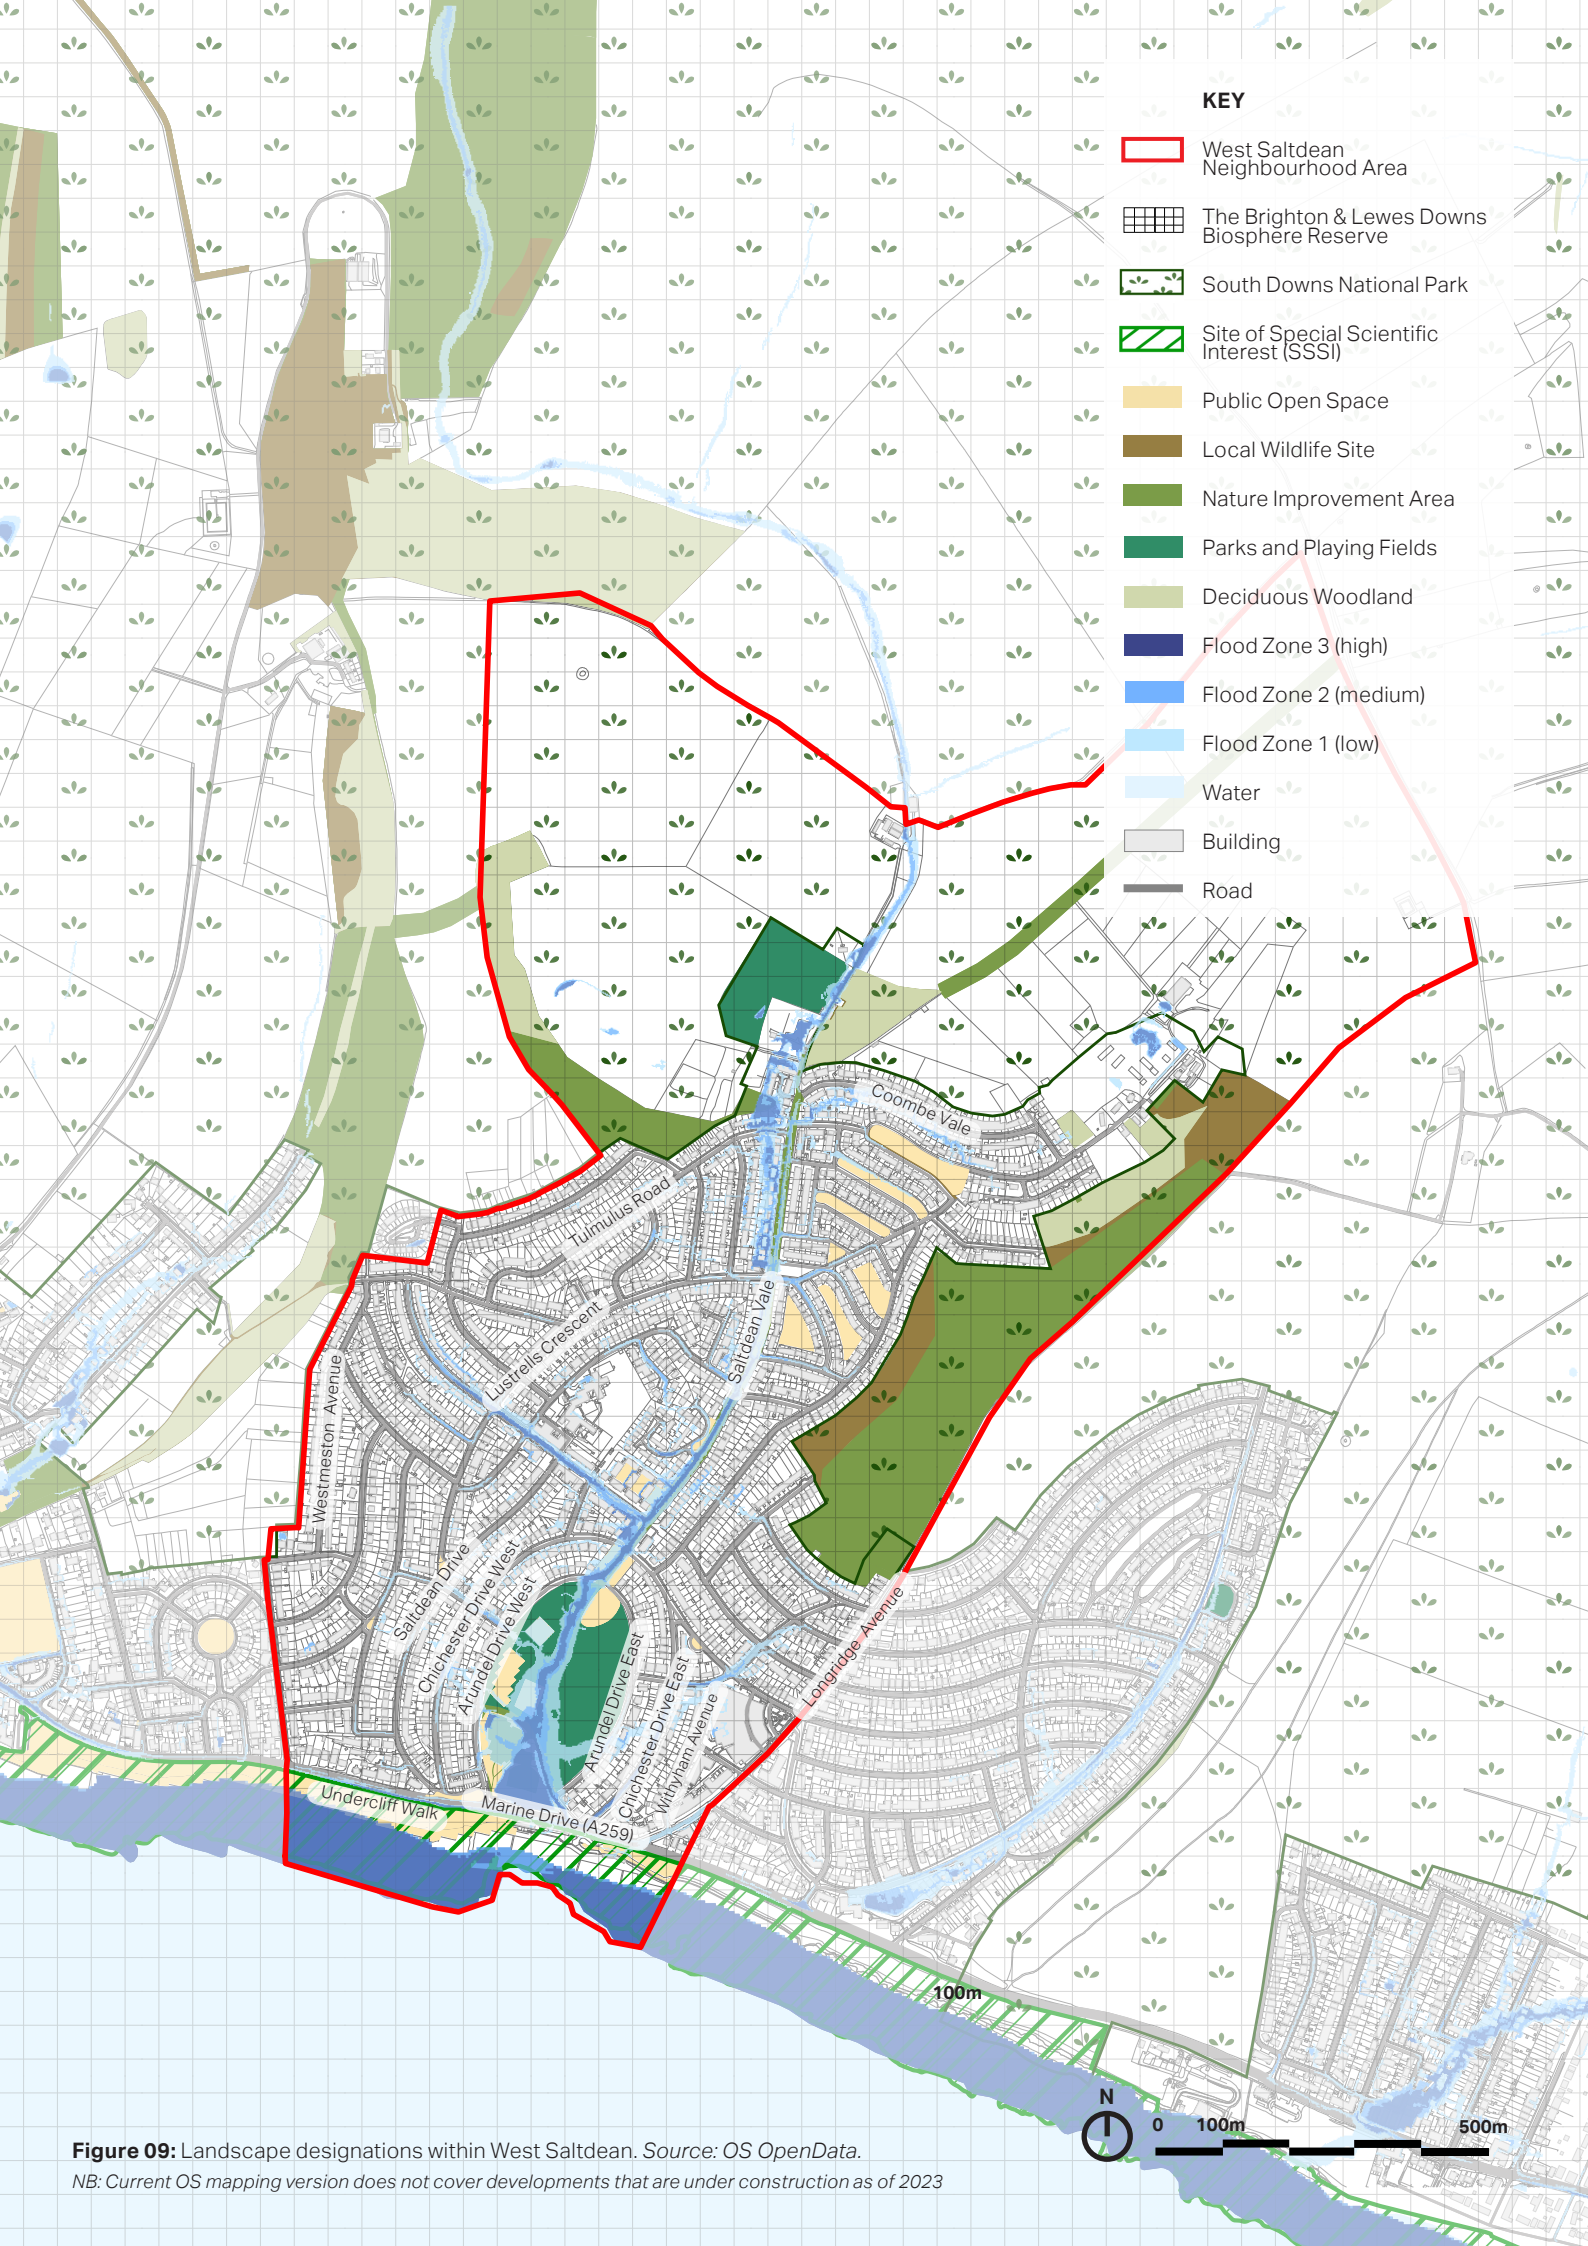 KEY
West Saltdean
Neighbourhood Area
The Brighton & Lewes Downs
Biosphere Reserve
South Downs National Park
Site of Special Scientific
Interest (SSSI)
Public Open Space
Local Wildlife Site
Nature Improvement Area
Parks and Playing Fields
Deciduous Woodland
Flood Zone 3 (high)
Flood Zone 2 (medium)
Flood Zone 1 (low)
Water
Building
Road
Coombe Vale
Tulmulus Road
Lustrells Crescent
Saltdean Vale
Westmeston Avenue
Saltdean Drive
Chichester Drive West
Arundel Drive West
Arundel Drive East
Chichester Drive East
Withyham Avenue
Longridge Avenue
Undercliff Walk
Marine Drive (A259)
100m
N
0 100m 500m
Figure 09: Landscape designations within West Saltdean. Source: OS OpenData.
NB: Current OS mapping version does not cover developments that are under construction as of 2023